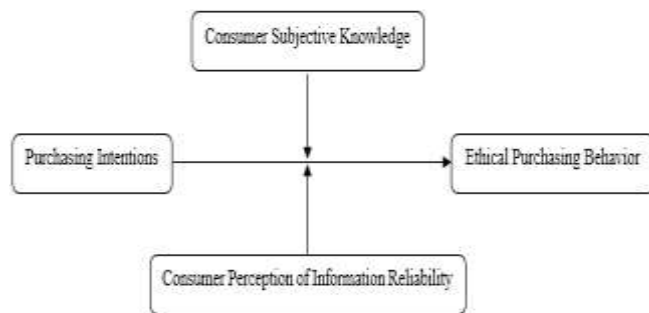 Consumer Subjective Knowledge
Purchasing Intentions
Ethical Purchasing Behavior
Consumer Perception of Information Reliability